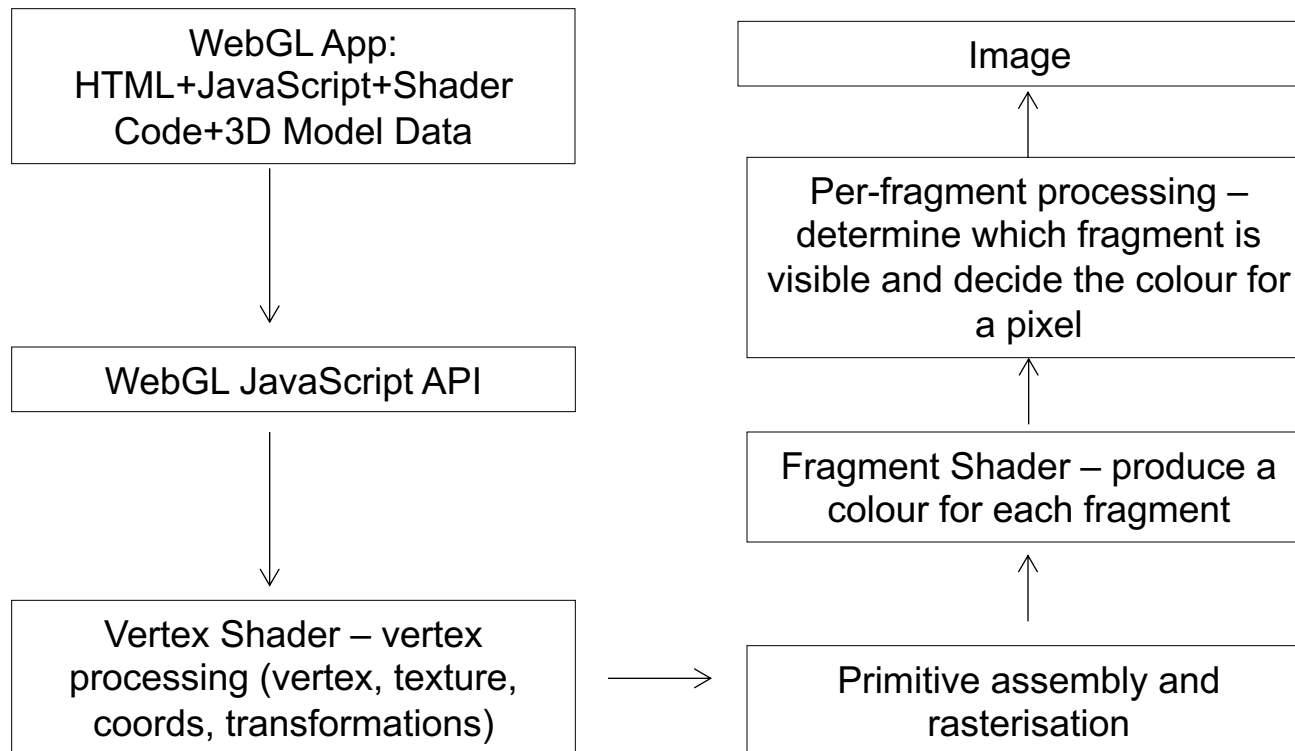 WebGL App:
HTML+JavaScript+Shader
Code+3D Model Data
WebGL JavaScript API
Vertex Shader – vertex
processing (vertex, texture,
coords, transformations)
Primitive assembly and
rasterisation
Fragment Shader – produce a
colour for each fragment
Per-fragment processing –
determine which fragment is
visible and decide the colour for
a pixel
Image